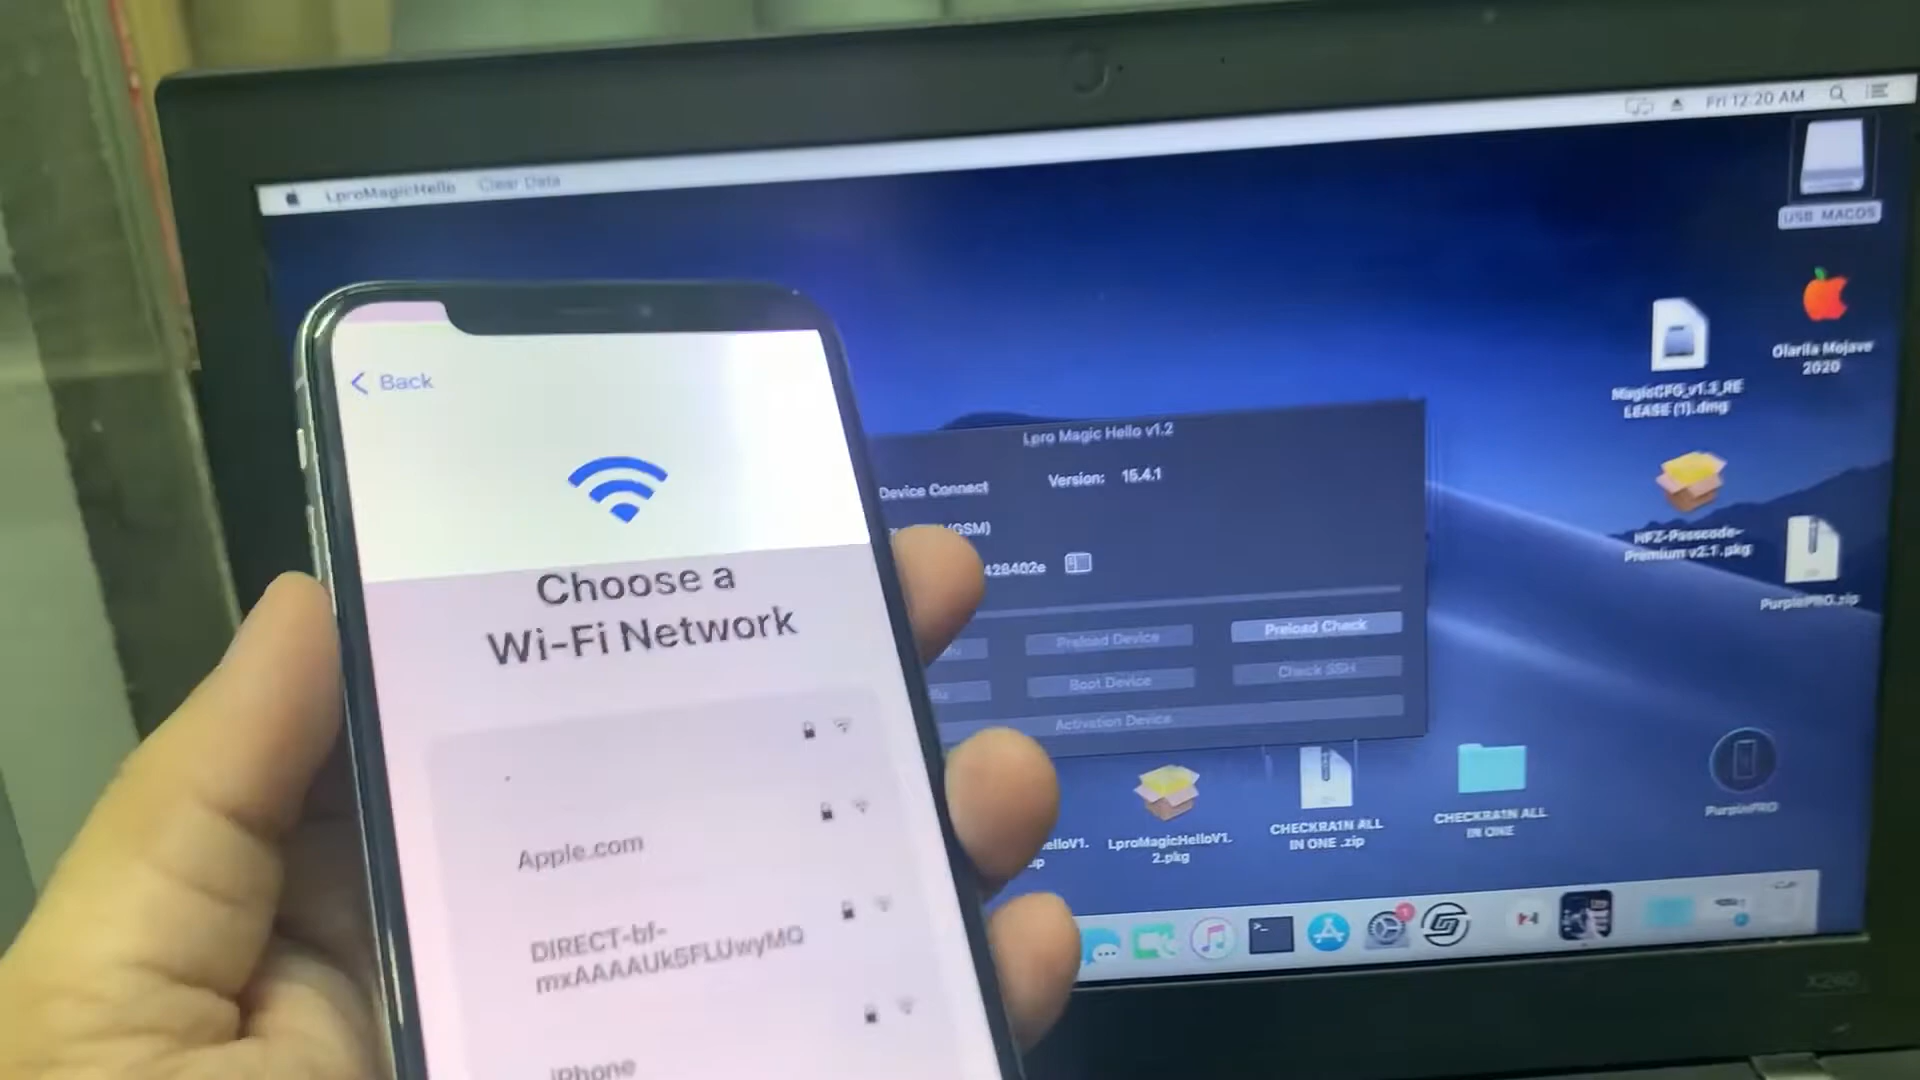 LproMagicHello Clear Data
Fri 12:20 AM
USB MACOS
Olarila Mojave
2020
MagicCFG_v1.3_RE
LEASE (1).dmg
HFZ-Passcode-
Premium v2.1.pkg
PurplePRO.zip
Back
Choose a
Wi-Fi Network
Apple.com
DIRECT-bf-
mxAAAAUk5FLUwyMQ
iPhone
Lpro Magic Hello v1.2
Device Connect Version: 15.4.1
(GSM)
428402e
Preload Device Preload Check
Boot Device Check SSH
Activation Device
elloV1.
ip
LproMagicHelloV1.
2.pkg
CHECKRA1N ALL
IN ONE .zip
CHECKRA1N ALL
IN ONE
PurplePRO
X260